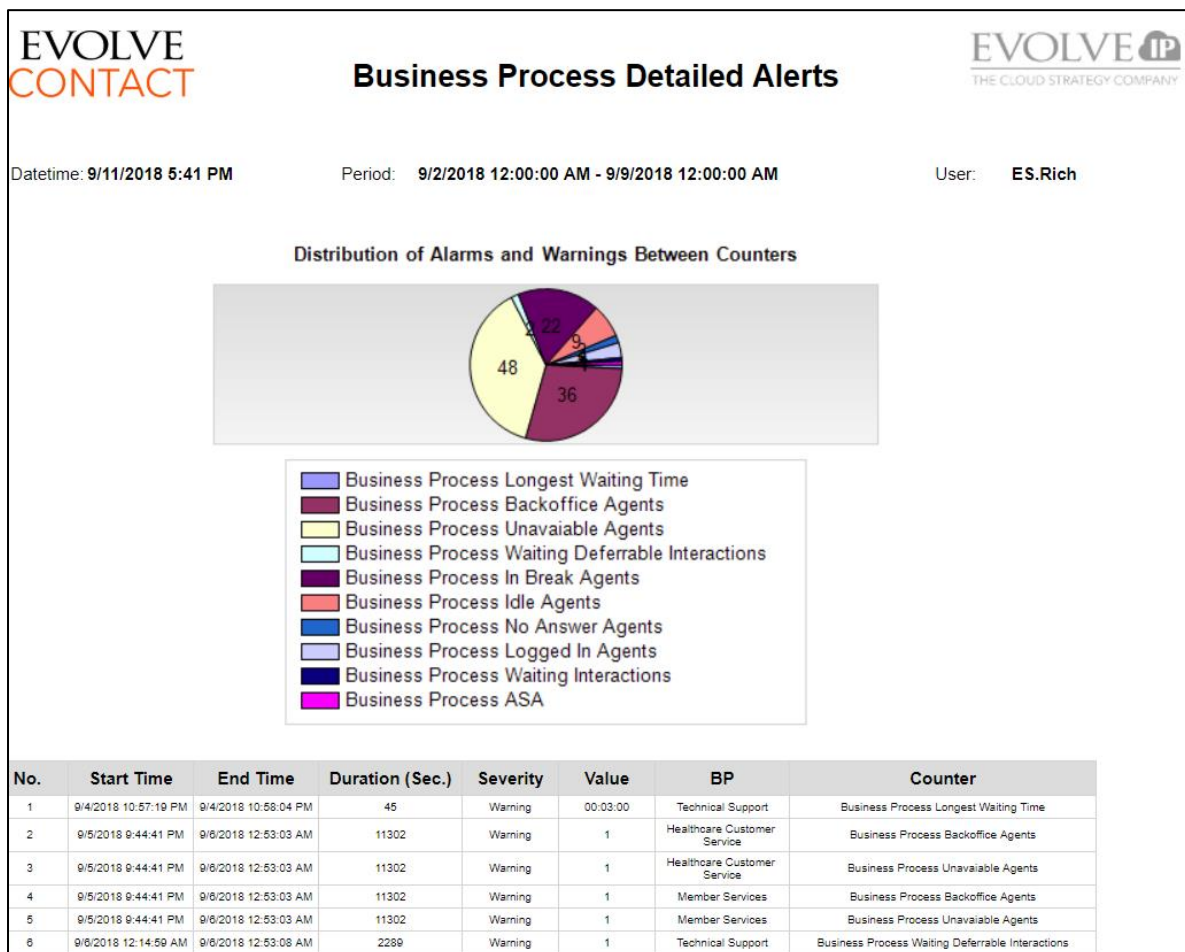 EVOLVE
CONTACT
Business Process Detailed Alerts
EVOLVE IP
THE CLOUD STRATEGY COMPANY
Datetime: 9/11/2018 5:41 PM Period: 9/2/2018 12:00:00 AM - 9/9/2018 12:00:00 AM User: ES.Rich
Distribution of Alarms and Warnings Between Counters
2 22
9
48
36
Business Process Longest Waiting Time
Business Process Backoffice Agents
Business Process Unavaiable Agents
Business Process Waiting Deferrable Interactions
Business Process In Break Agents
Business Process Idle Agents
Business Process No Answer Agents
Business Process Logged In Agents
Business Process Waiting Interactions
Business Process ASA
No. Start Time End Time Duration (Sec.) Severity Value BP Counter
1 9/4/2018 10:57:19 PM 9/4/2018 10:58:04 PM 45 Warning 00:03:00 Technical Support Business Process Longest Waiting Time
2 9/5/2018 9:44:41 PM 9/6/2018 12:53:03 AM 11302 Warning 1 Healthcare Customer Service Business Process Backoffice Agents
3 9/5/2018 9:44:41 PM 9/6/2018 12:53:03 AM 11302 Warning 1 Healthcare Customer Service Business Process Unavaiable Agents
4 9/5/2018 9:44:41 PM 9/6/2018 12:53:03 AM 11302 Warning 1 Member Services Business Process Backoffice Agents
5 9/5/2018 9:44:41 PM 9/6/2018 12:53:03 AM 11302 Warning 1 Member Services Business Process Unavaiable Agents
6 9/6/2018 12:14:59 AM 9/6/2018 12:53:08 AM 2289 Warning 1 Technical Support Business Process Waiting Deferrable Interactions